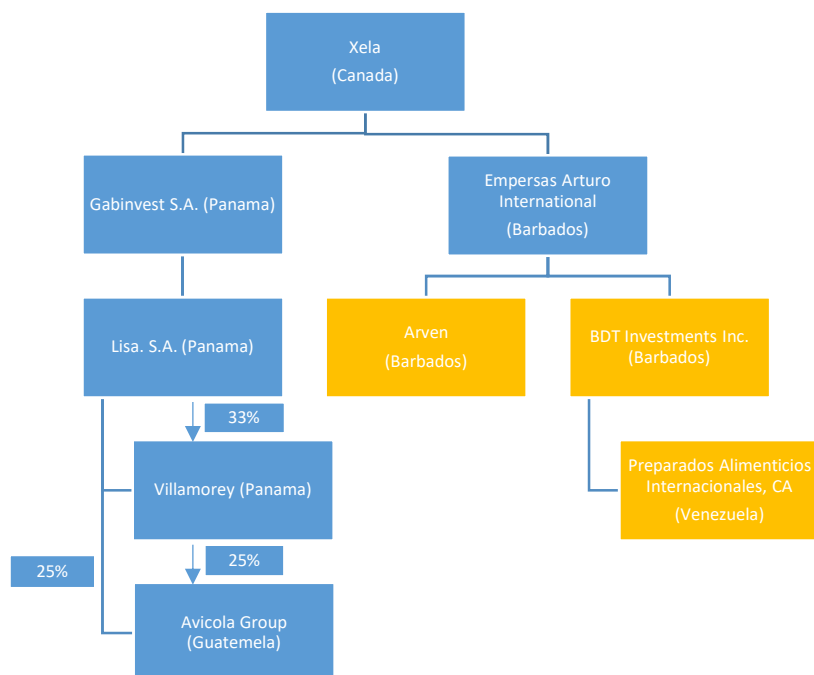 Xela
(Canada)
Gabinvest S.A. (Panama)
Empersas Arturo
International
(Barbados)
Lisa. S.A. (Panama)
Arven
(Barbados)
BDT Investments Inc.
(Barbados)
33%
Villamorey (Panama)
Preparados Alimenticios
Internacionales, CA
(Venezuela)
25%
25%
Avicola Group
(Guatemela)